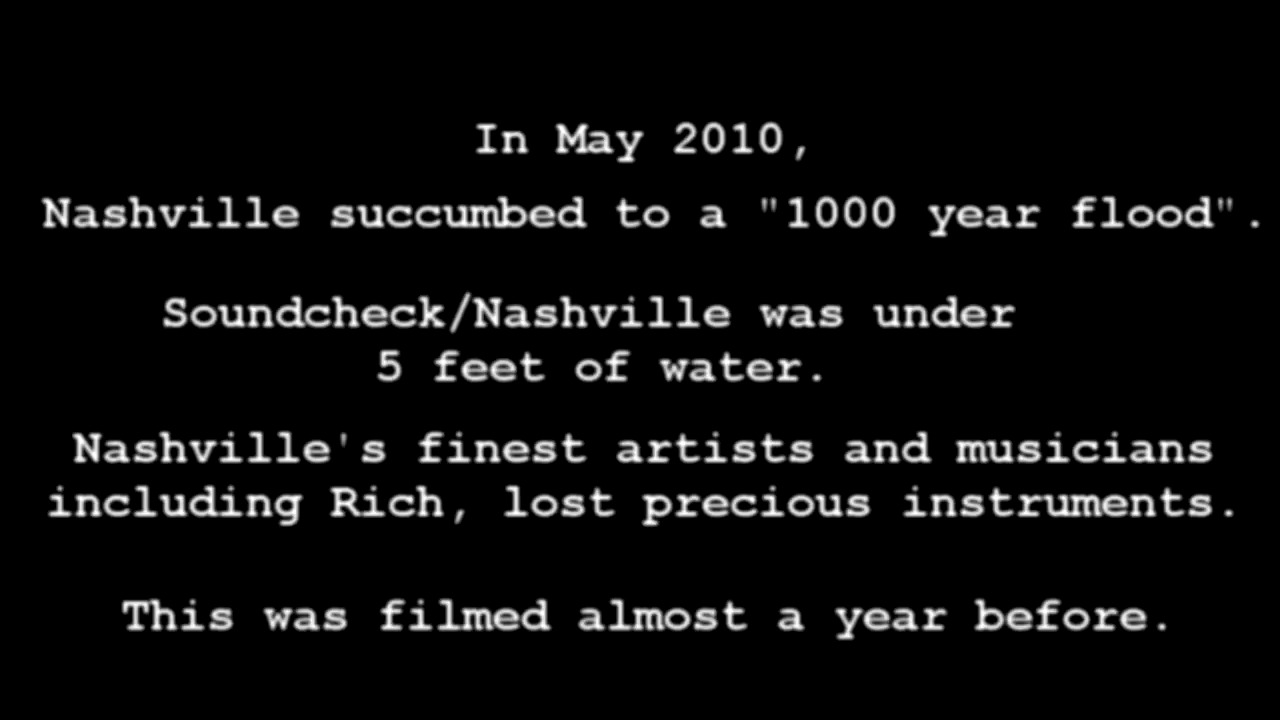 In May 2010,
Nashville succumbed to a "1000 year flood".
Soundcheck/Nashville was under
5 feet of water.
Nashville's finest artists and musicians
including Rich, lost precious instruments.
This was filmed almost a year before.